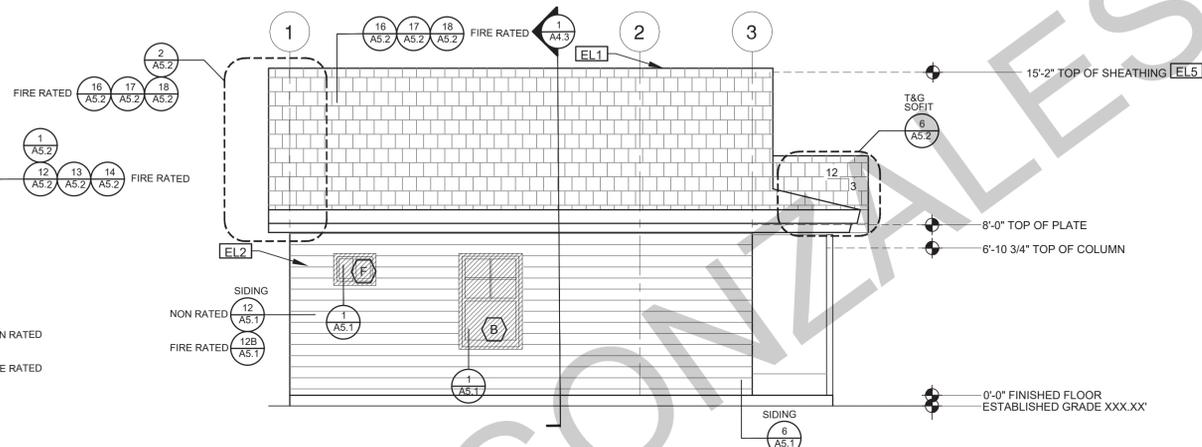 1
16
A5.2
17
A5.2
18
A5.2
FIRE RATED
1
A4.3
2
3
EL1
2
A5.2
FIRE RATED
16
A5.2
17
A5.2
18
A5.2
15'-2" TOP OF SHEATHING EL5
T&G
SOFIT
6
A5.2
1
A5.2
12
A5.2
13
A5.2
14
A5.2
FIRE RATED
12
3
8'-0" TOP OF PLATE
6'-10 3/4" TOP OF COLUMN
EL2
F
SIDING
NON RATED
12
A5.1
1
A5.1
B
FIRE RATED
12B
A5.1
N RATED
E RATED
1
A5.1
0'-0" FINISHED FLOOR
ESTABLISHED GRADE XXX.XX'
SIDING
6
A5.1
GONZALES